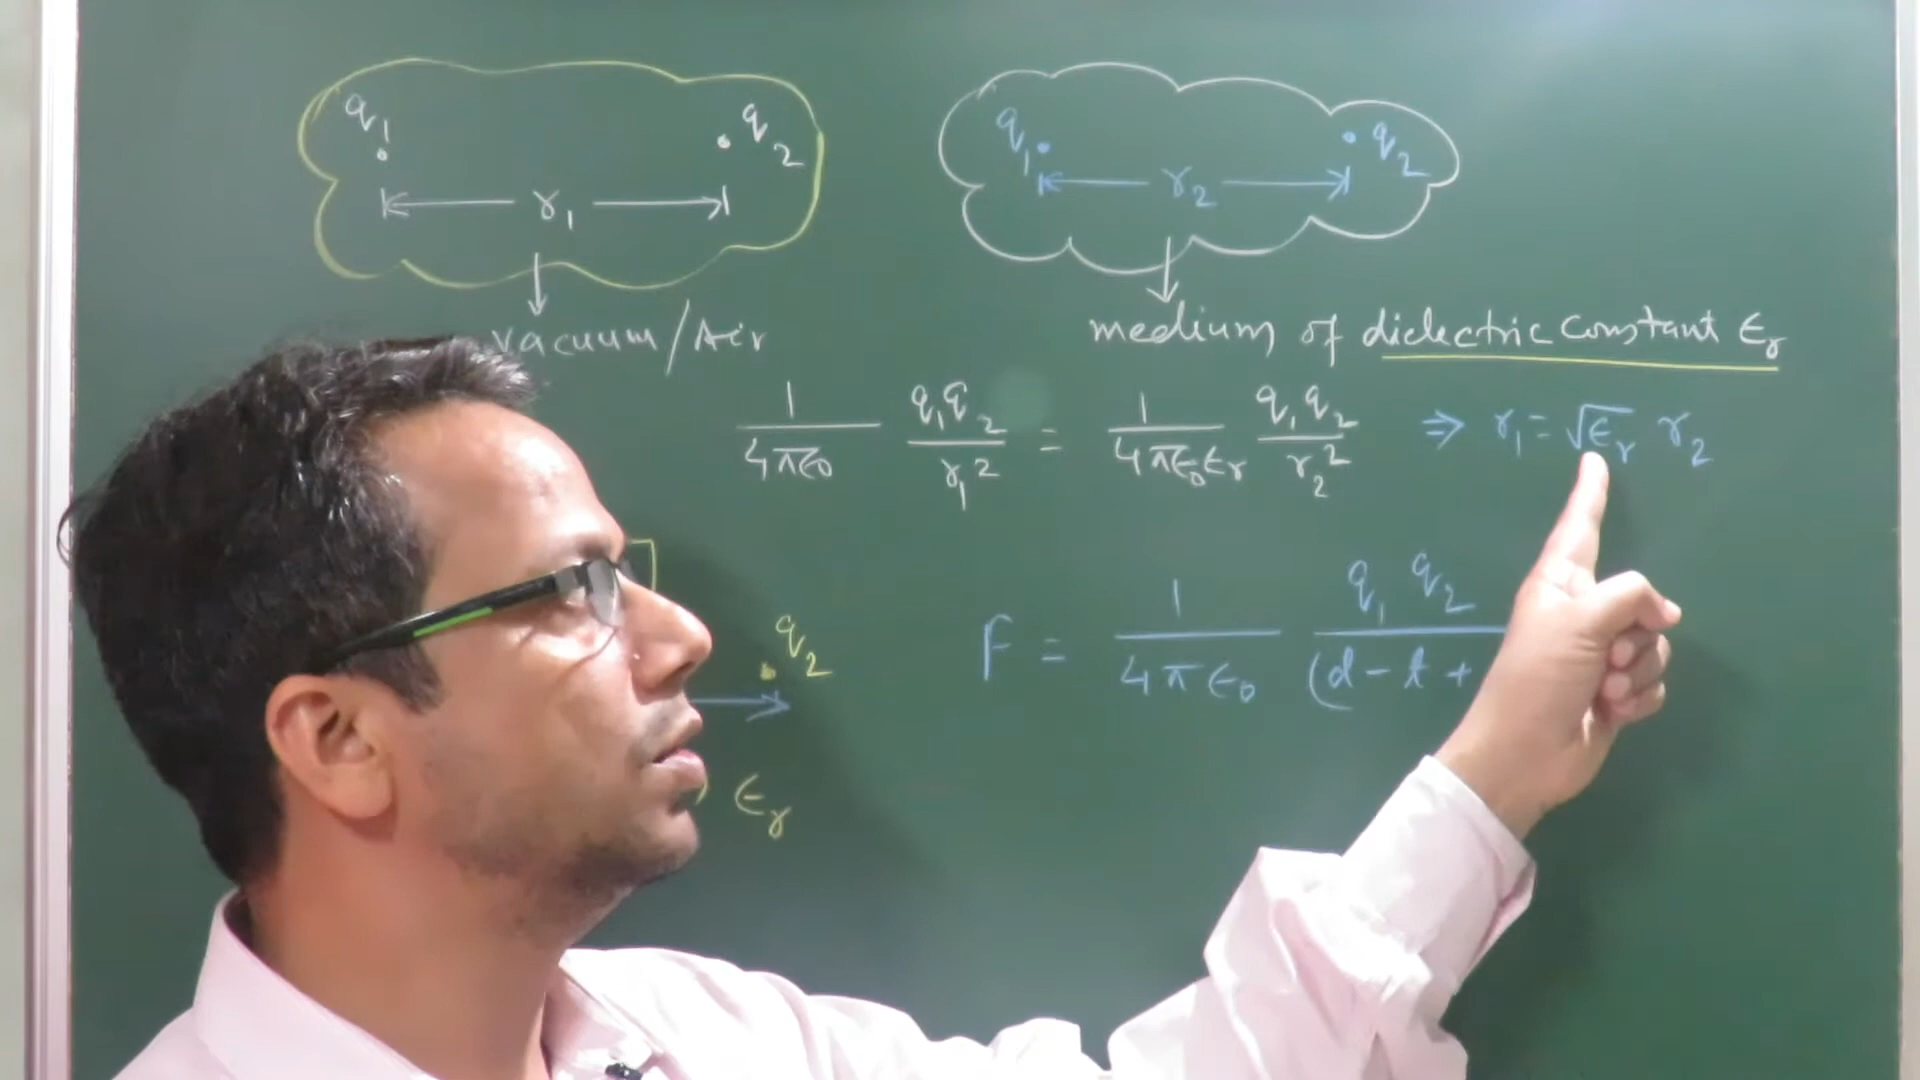 q₁ q₂
r₁
q₁ q₂
r₂
vacuum/Air
medium of dielectric constant ϵᵣ
1/4πϵ₀ q₁q₂/r₁² = 1/4πϵ₀ϵᵣ q₁q₂/r₂² ⇒ r₁ = √ϵᵣ r₂
q₂
F = 1/4πϵ₀ q₁ q₂/(d - t +
) ϵᵣ